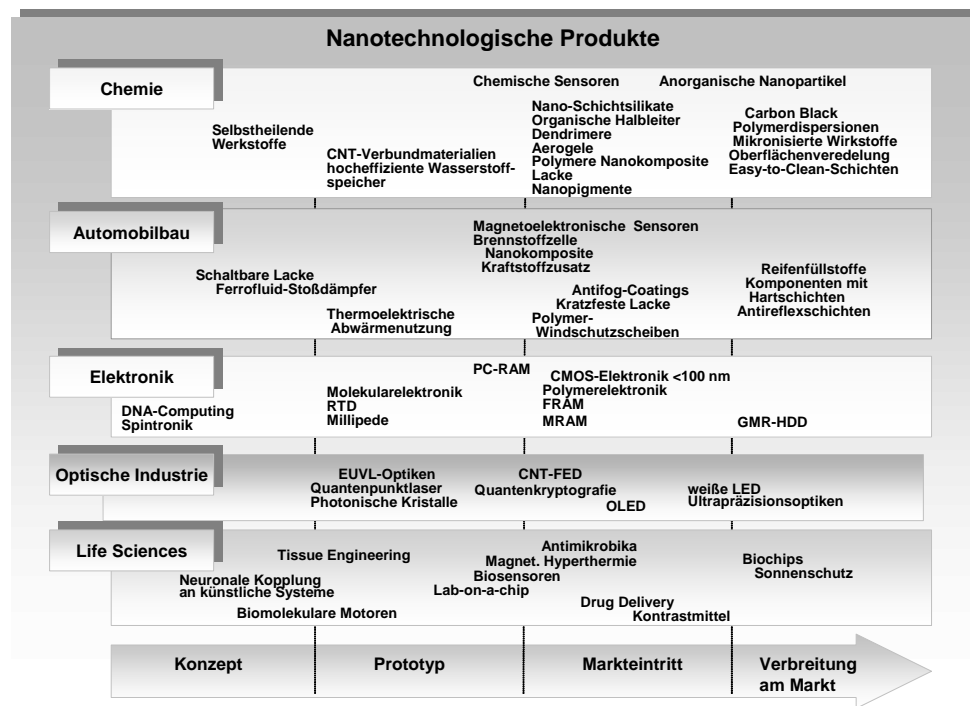 Nanotechnologische Produkte
Chemie
Chemische Sensoren
Anorganische Nanopartikel
Selbstheilende
Werkstoffe
CNT-Verbundmaterialien
hocheffiziente Wasserstoff-
speicher
Nano-Schichtsilikate
Organische Halbleiter
Dendrimere
Aerogele
Polymere Nanokomposite
Lacke
Nanopigmente
Carbon Black
Polymerdispersionen
Mikronisierte Wirkstoffe
Oberflächenveredelung
Easy-to-Clean-Schichten
Automobilbau
Schaltbare Lacke
Ferrofluid-Stoßdämpfer
Thermoelektrische
Abwärmenutzung
Magnetoelektronische Sensoren
Brennstoffzelle
Nanokomposite
Kraftstoffzusatz
Antifog-Coatings
Kratzfeste Lacke
Polymer-
Windschutzscheiben
Reifenfüllstoffe
Komponenten mit
Hartschichten
Antireflexschichten
Elektronik
DNA-Computing
Spintronik
Molekularelektronik
RTD
Millipede
PC-RAM
CMOS-Elektronik <100 nm
Polymerelektronik
FRAM
MRAM
GMR-HDD
Optische Industrie
EUVL-Optiken
Quantenpunktlaser
Photonische Kristalle
CNT-FED
Quantenkryptografie
OLED
weiße LED
Ultrapräzisionsoptiken
Life Sciences
Tissue Engineering
Neuronale Kopplung
an künstliche Systeme
Biomolekulare Motoren
Antimikrobika
Magnet. Hyperthermie
Biosensoren
Lab-on-a-chip
Drug Delivery
Kontrastmittel
Biochips
Sonnenschutz
Konzept
Prototyp
Markteintritt
Verbreitung
am Markt